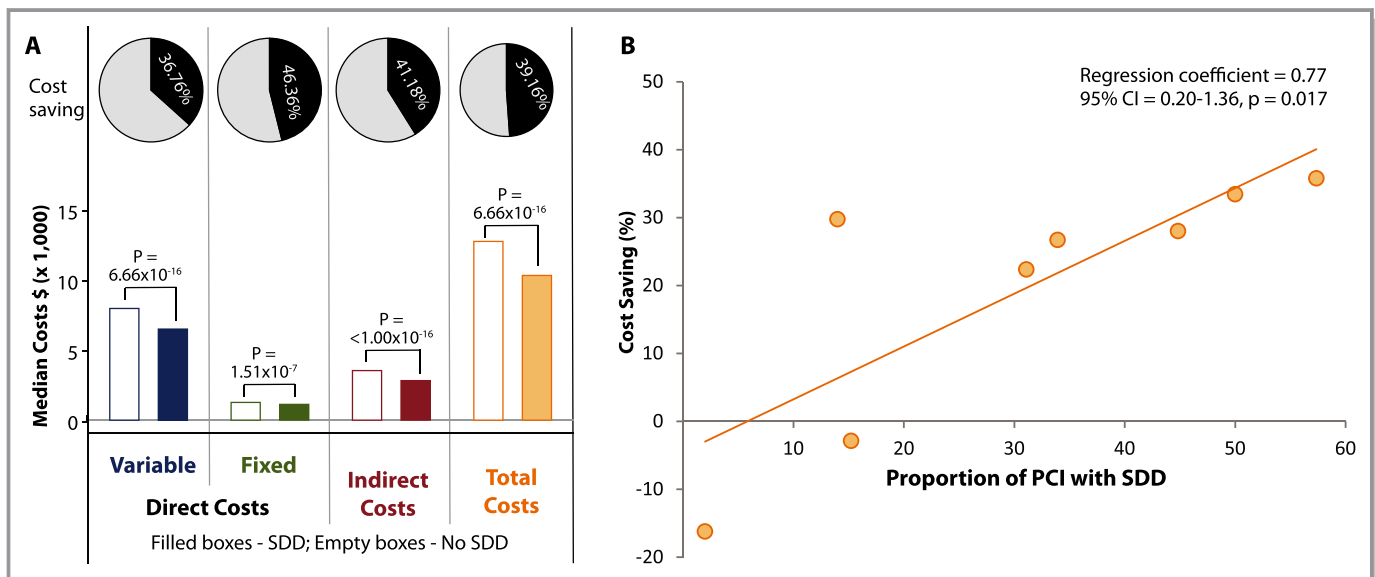 A
Cost
saving
36.76%
46.36%
41.18%
39.16%
Median Costs $ (x 1,000)
15
10
5
0
P =
6.66x10⁻¹⁶
P =
1.51x10⁻⁷
P =
<1.00x10⁻¹⁶
P =
6.66x10⁻¹⁶
Variable
Fixed
Direct Costs
Indirect
Costs
Total
Costs
Filled boxes - SDD; Empty boxes - No SDD
B
Regression coefficient = 0.77
95% CI = 0.20-1.36, p = 0.017
Cost Saving (%)
50
40
30
20
10
0
-10
-20
10 20 30 40 50 60
Proportion of PCI with SDD